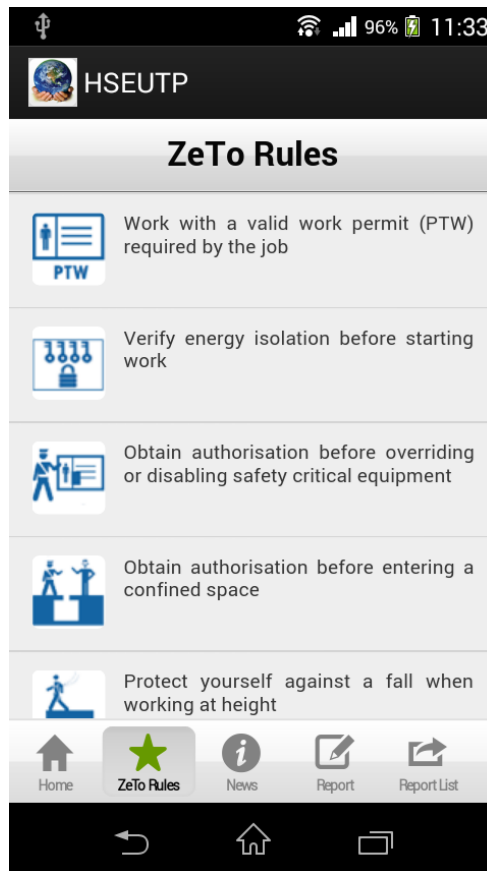 96% 11:33
HSEUTP
ZeTo Rules
Work with a valid work permit (PTW)
required by the job
PTW
Verify energy isolation before starting
work
Obtain authorisation before overriding
or disabling safety critical equipment
Obtain authorisation before entering a
confined space
Protect yourself against a fall when
working at height
Home ZeTo Rules News Report Report List